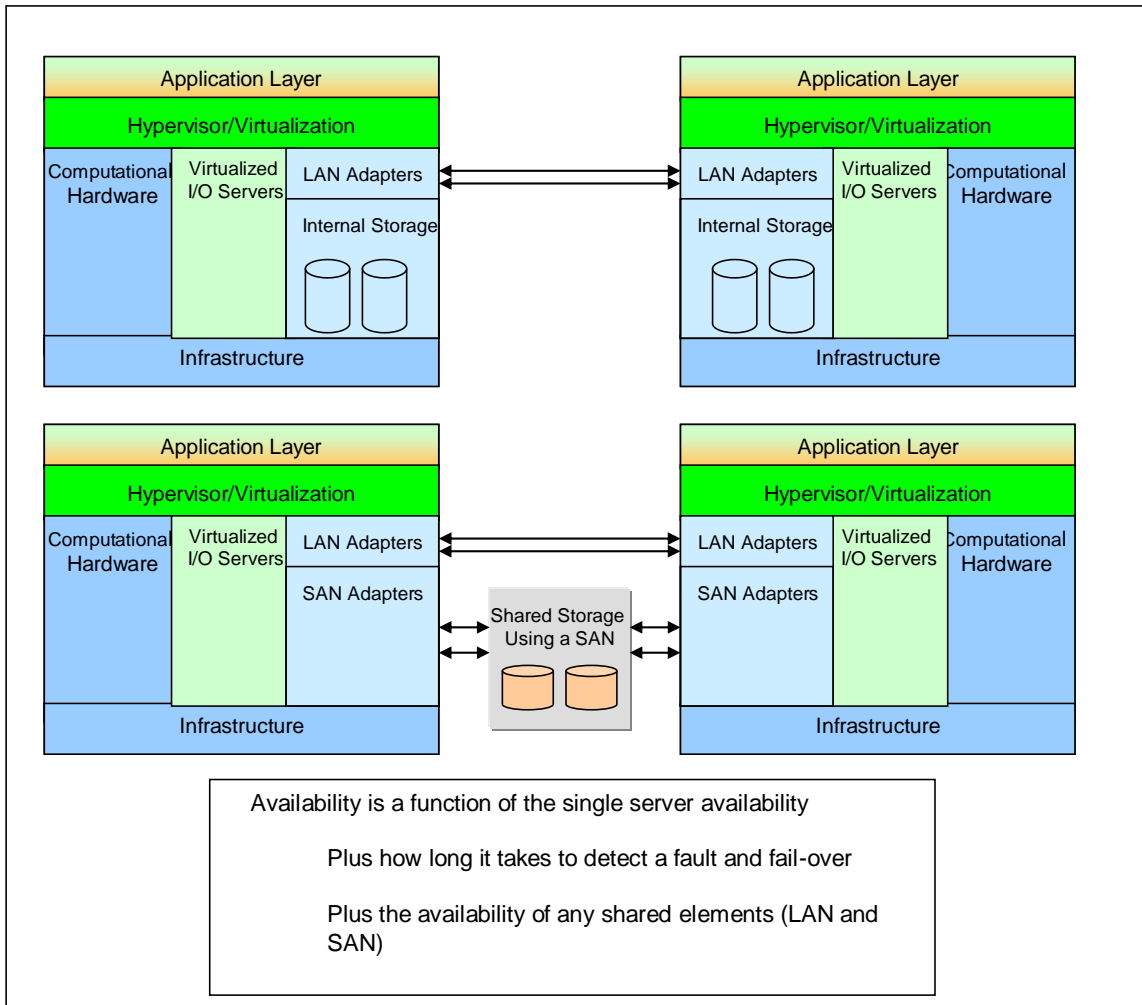 Application Layer
Hypervisor/Virtualization
Computational
Hardware
Virtualized
I/O Servers
LAN Adapters
Internal Storage
Infrastructure
Application Layer
Hypervisor/Virtualization
LAN Adapters
Internal Storage
Virtualized
I/O Servers
Computational
Hardware
Infrastructure
Application Layer
Hypervisor/Virtualization
Computational
Hardware
Virtualized
I/O Servers
LAN Adapters
SAN Adapters
Infrastructure
Shared Storage
Using a SAN
Application Layer
Hypervisor/Virtualization
LAN Adapters
SAN Adapters
Virtualized
I/O Servers
Computational
Hardware
Infrastructure
Availability is a function of the single server availability
Plus how long it takes to detect a fault and fail-over
Plus the availability of any shared elements (LAN and
SAN)